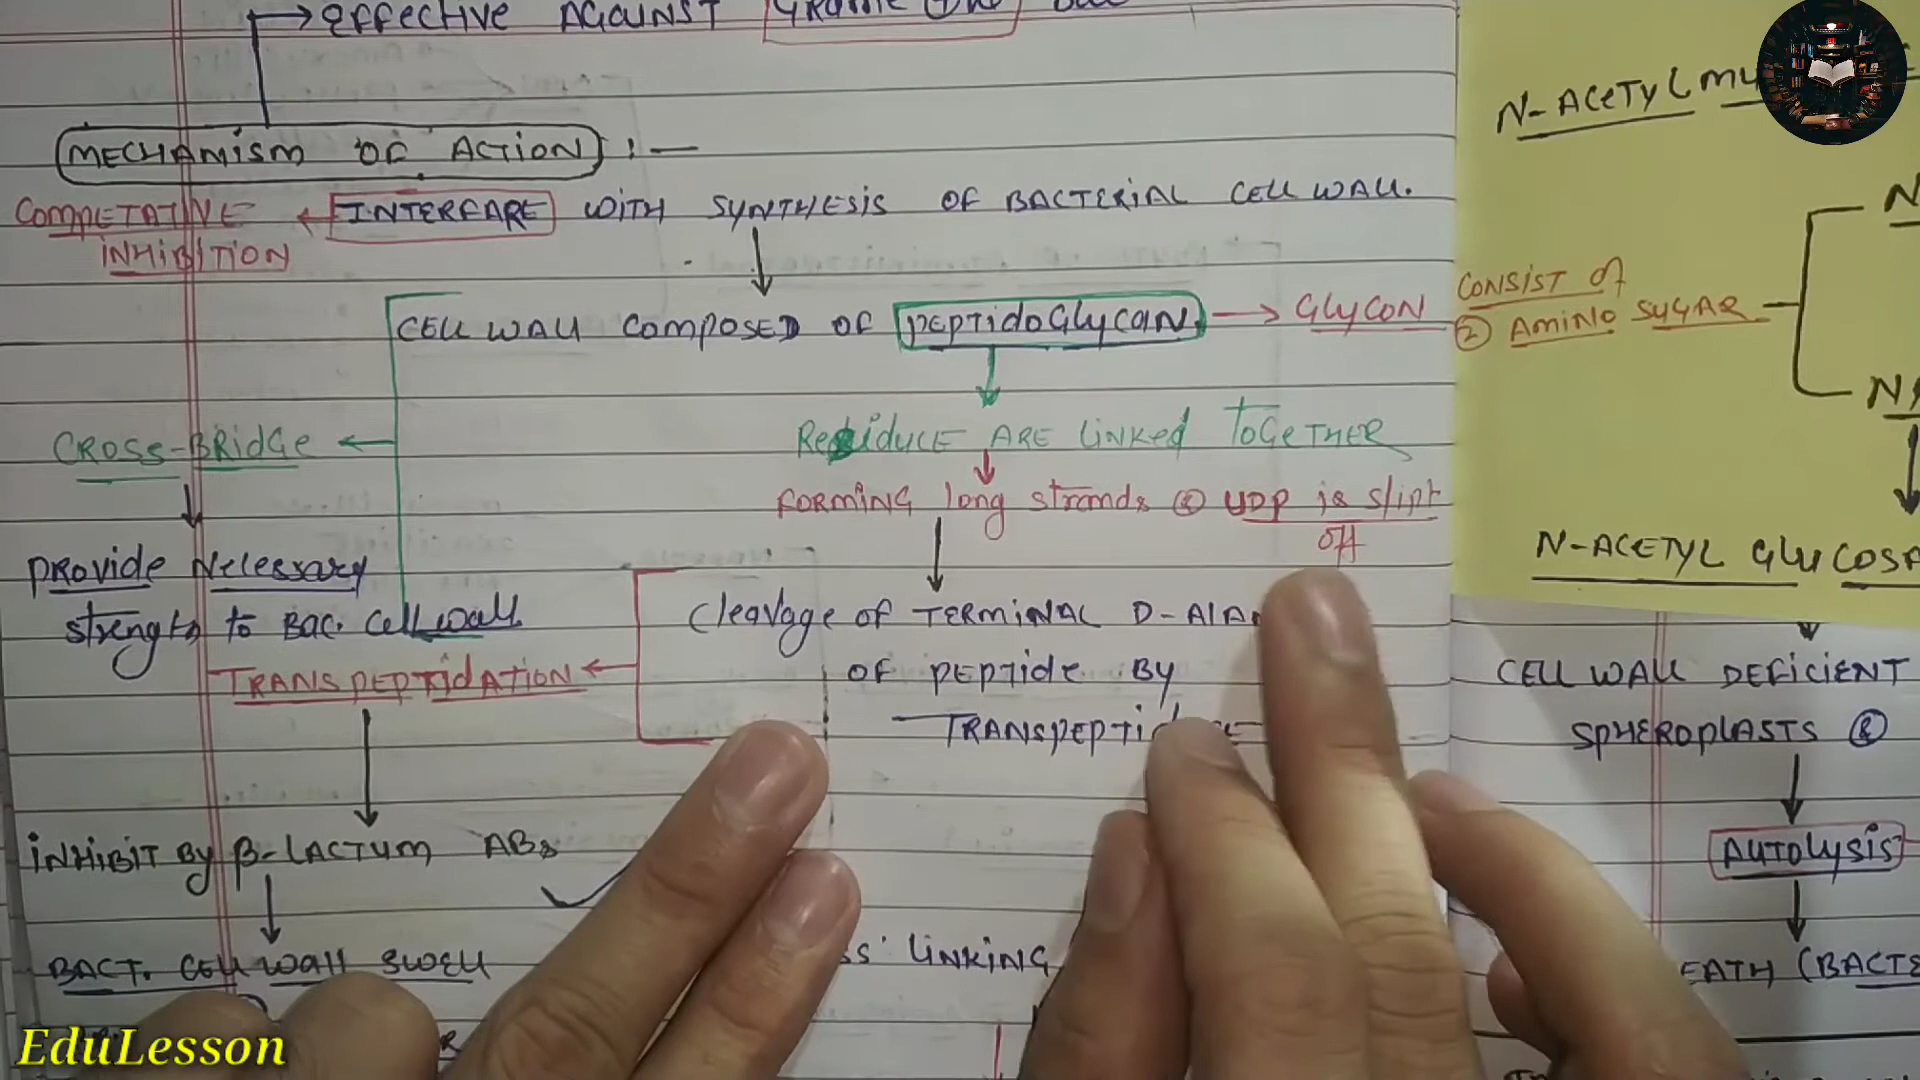 EFFECTIVE AGAINST
MECHANISM OF ACTION : —
INTERFARE WITH SYNTHESIS OF BACTERIAL CELL WALL.
COMPETATIVE
INHIBITION
CELL WALL COMPOSED OF PEPTIDOGLYCAN → GLYCON
CROSS-BRIDGE
RESIDUCE ARE LINKED TOGETHER
FORMING long strands & UDP is slipt
off
PROVIDE Necessary
strength to BAC. Cell wall
Cleavage of TERMINAL D-
OF PEPTIDE BY
TRANSPEPTIDATION
INHIBIT BY β-LACTUM ABs
BACT. CELL WALL SWELL
LINKING
N-ACETYL
CONSIST of
② AMINO SUGAR
N-ACETYL
CELL WALL DEFICIENT
SPHEROPLASTS &
AUTOLYSIS
EduLesson